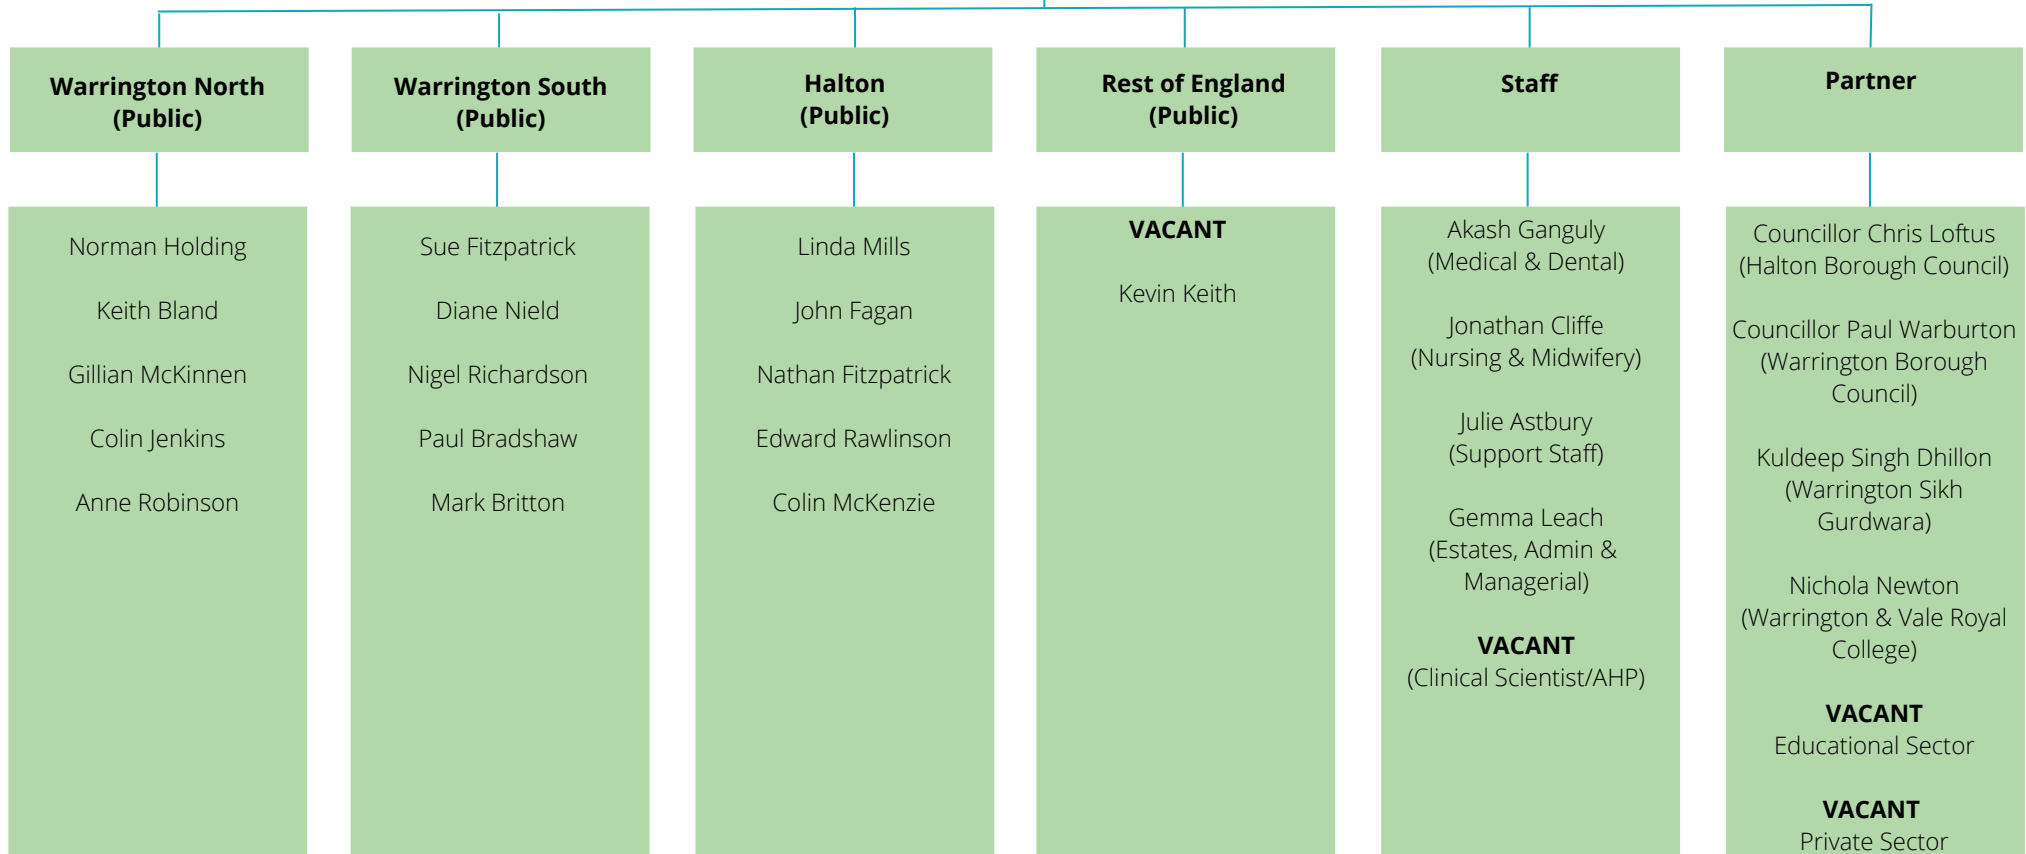 Warrington North
(Public)
Norman Holding
Keith Bland
Gillian McKinnen
Colin Jenkins
Anne Robinson
Warrington South
(Public)
Sue Fitzpatrick
Diane Nield
Nigel Richardson
Paul Bradshaw
Mark Britton
Halton
(Public)
Linda Mills
John Fagan
Nathan Fitzpatrick
Edward Rawlinson
Colin McKenzie
Rest of England
(Public)
VACANT
Kevin Keith
Staff
Akash Ganguly
(Medical & Dental)
Jonathan Cliffe
(Nursing & Midwifery)
Julie Astbury
(Support Staff)
Gemma Leach
(Estates, Admin &
Managerial)
VACANT
(Clinical Scientist/AHP)
Partner
Councillor Chris Loftus
(Halton Borough Council)
Councillor Paul Warburton
(Warrington Borough
Council)
Kuldeep Singh Dhillon
(Warrington Sikh
Gurdwara)
Nichola Newton
(Warrington & Vale Royal
College)
VACANT
Educational Sector
VACANT
Private Sector